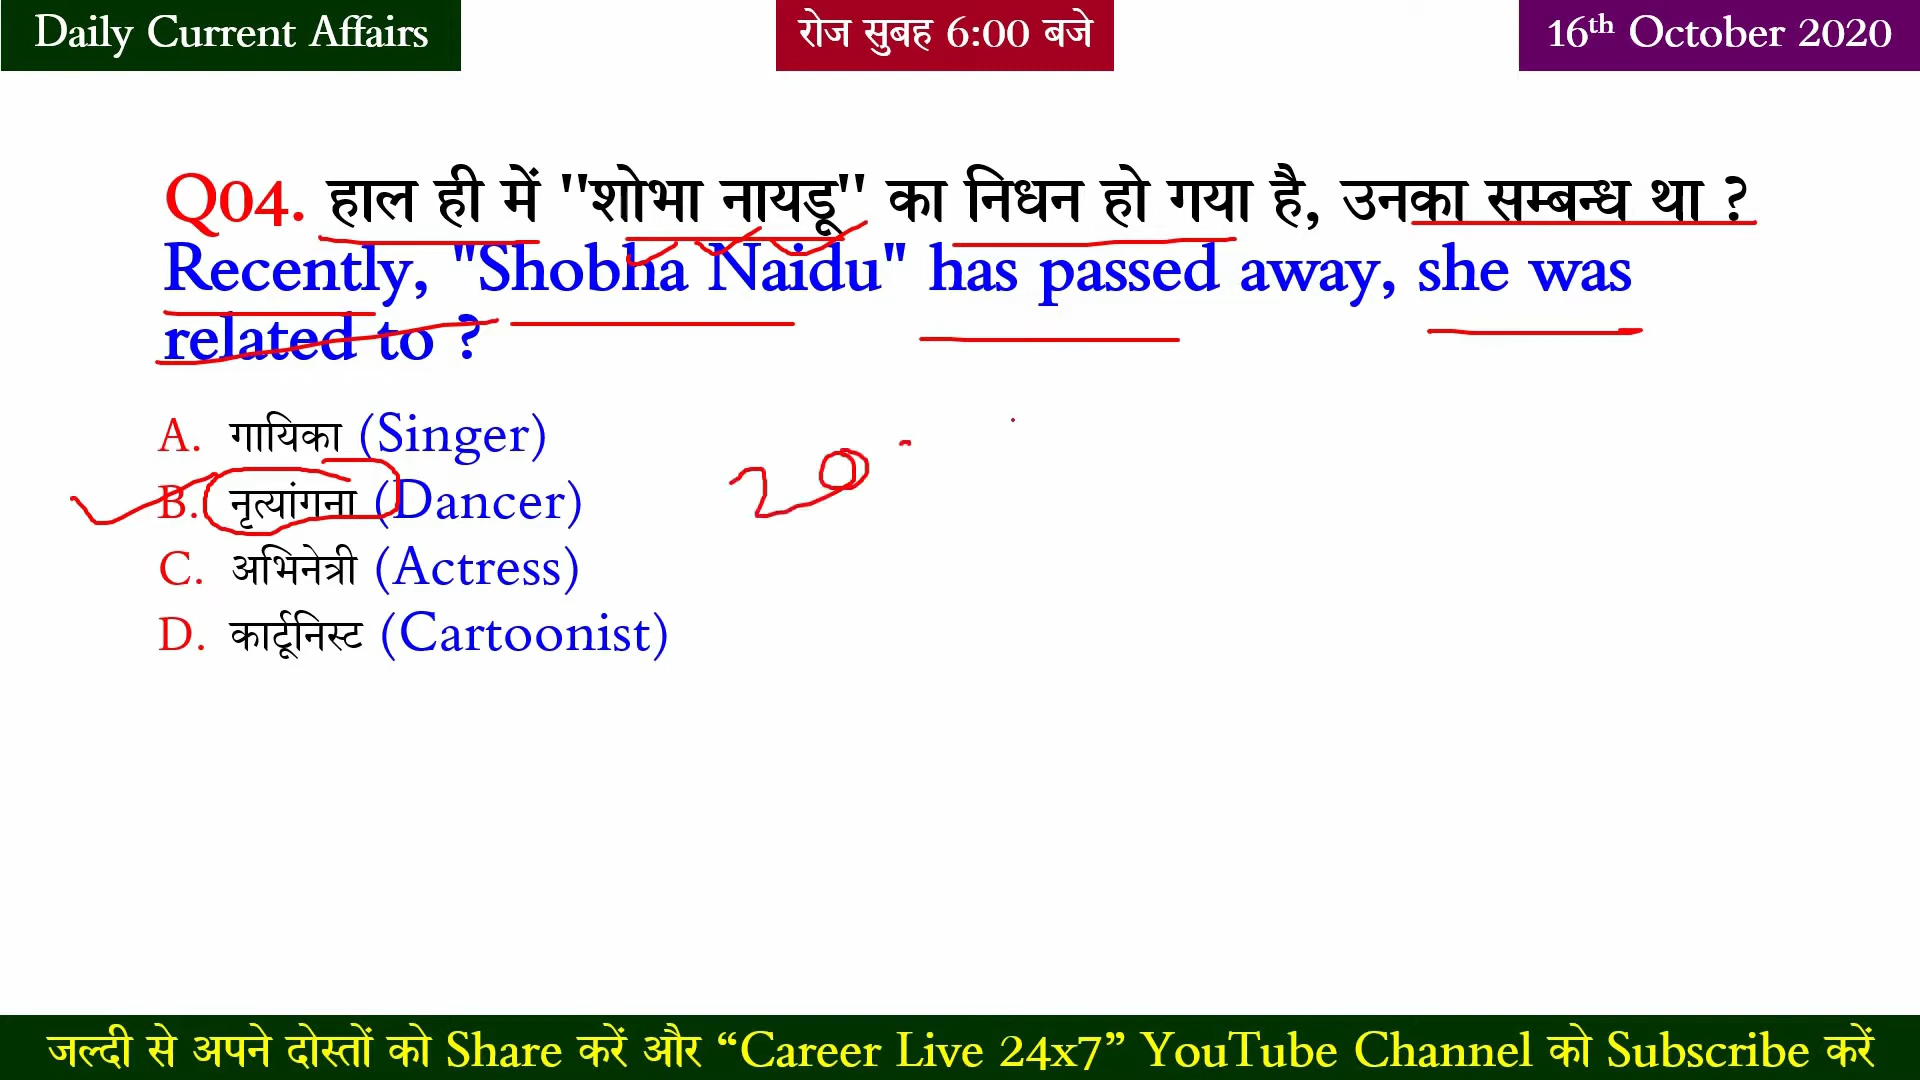 Daily Current Affairs
रोज सुबह 6:00 बजे
16th October 2020
Q04. हाल ही में "शोभा नायडू" का निधन हो गया है, उनका सम्बन्ध था ?
Recently, "Shobha Naidu" has passed away, she was
related to ?
A. गायिका (Singer)
B. नृत्यांगना (Dancer)
20
C. अभिनेत्री (Actress)
D. कार्टूनिस्ट (Cartoonist)
जल्दी से अपने दोस्तों को Share करें और “Career Live 24x7” YouTube Channel को Subscribe करें